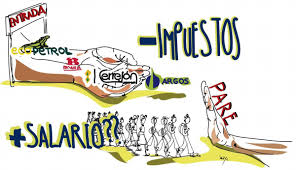 ENTRADA
- IMPUESTOS
ecoPETROL
Cerrejón
ARGOS
PARE
+ SALARIO??